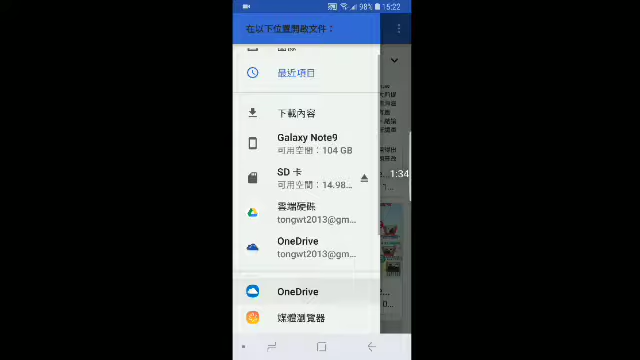 98% 15:22
在以下位置開啟文件：
最近項目
下載內容
Galaxy Note9
可用空間：104 GB
SD 卡
可用空間：14.98...
1:34
雲端硬碟
tongwt2013@gm...
OneDrive
tongwt2013@gm...
OneDrive
媒體瀏覽器